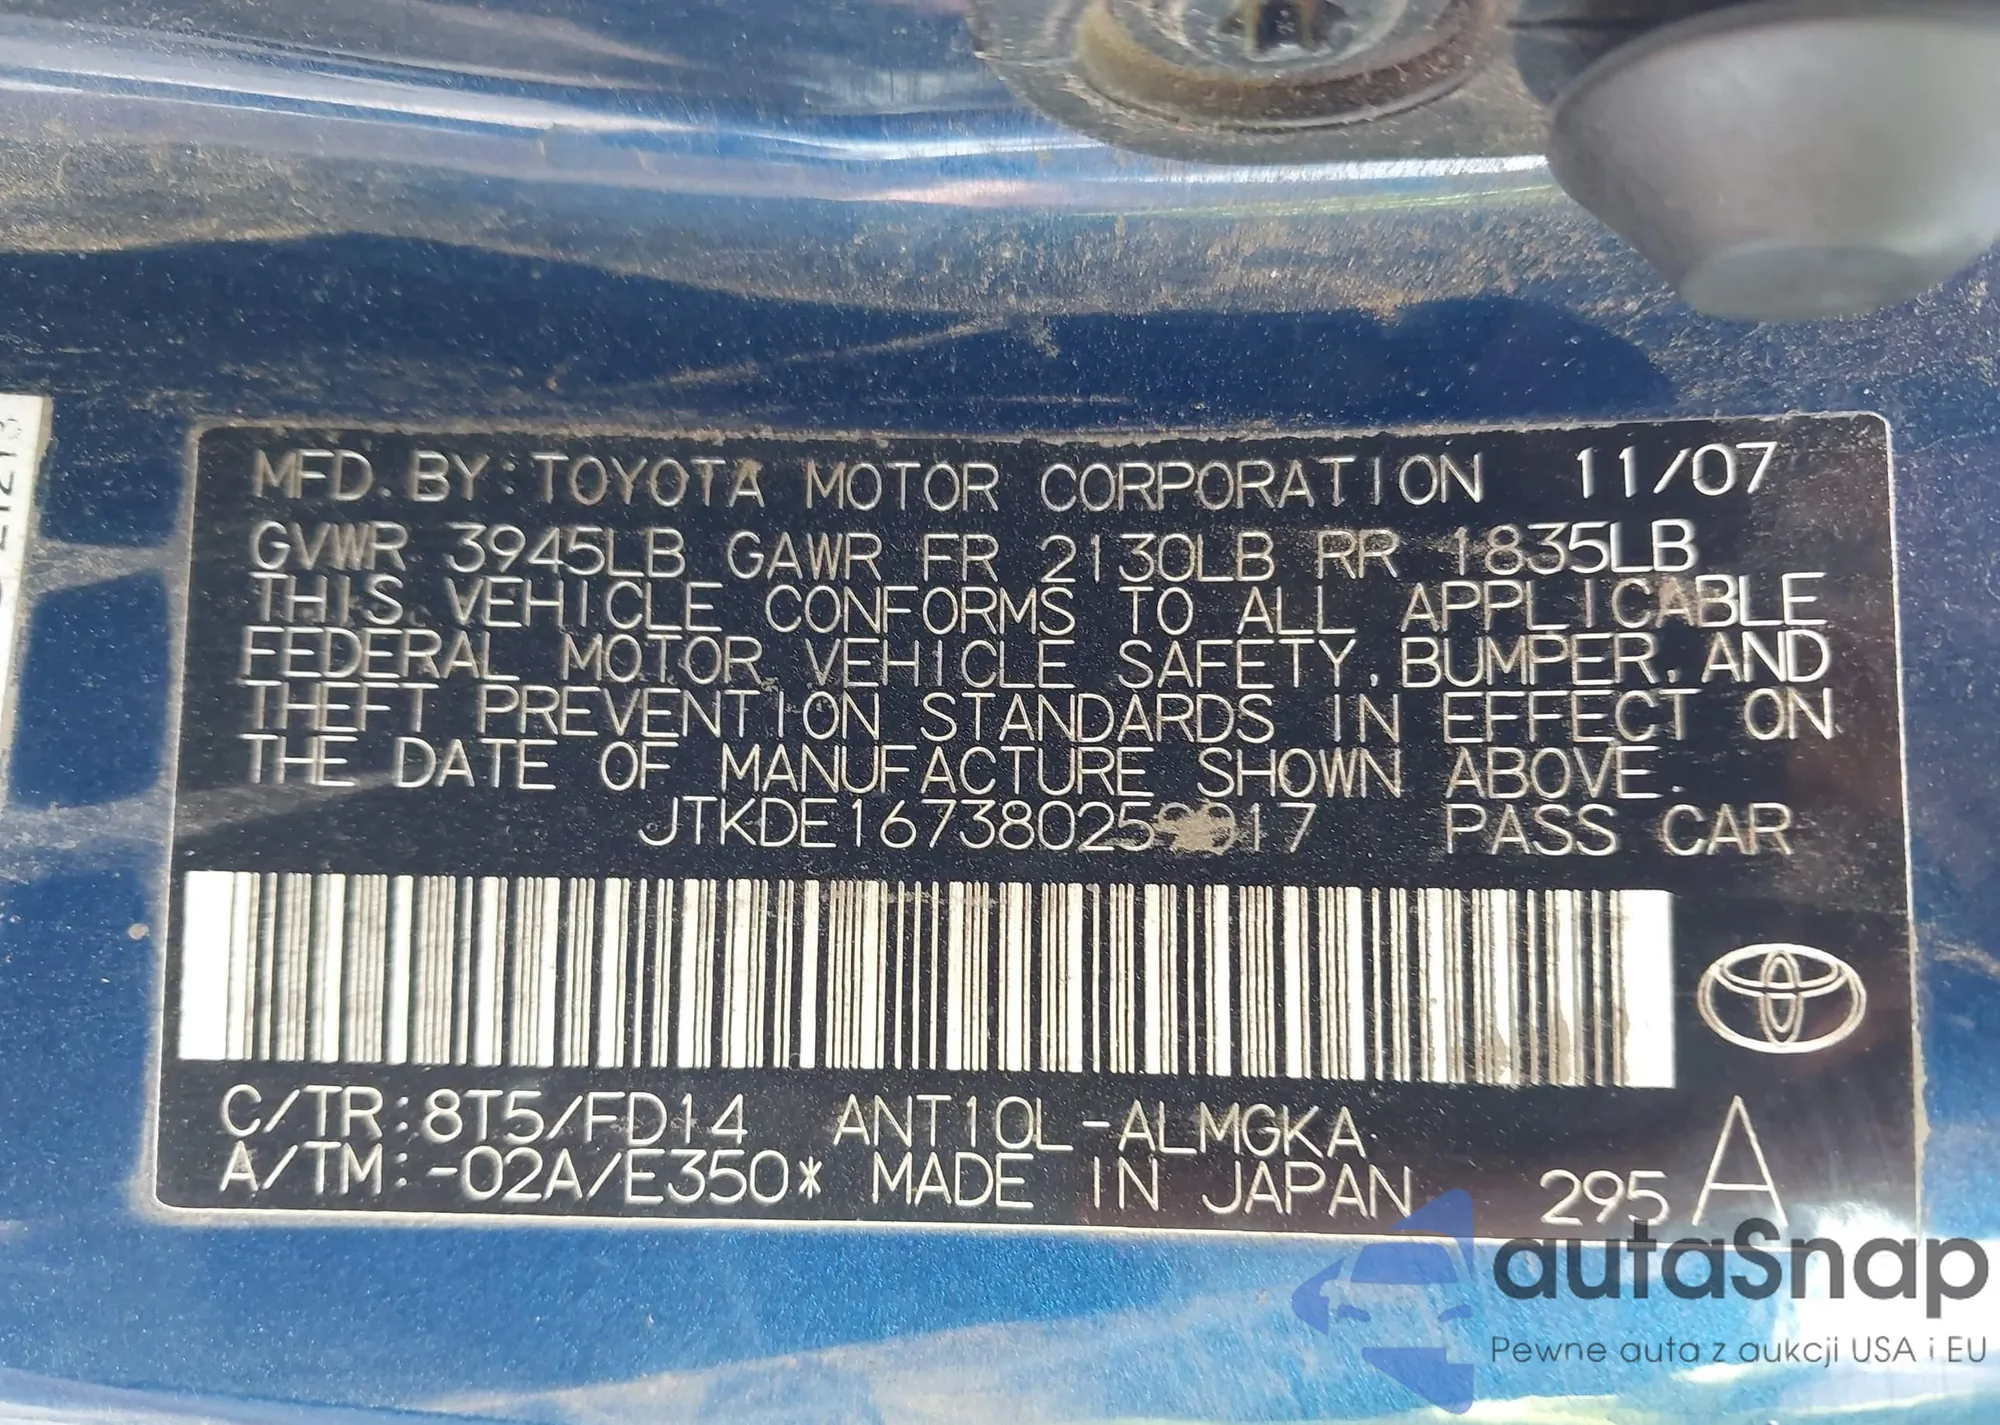 MFD. BY: TOYOTA MOTOR CORPORATION 11/07
GVWR 3945LB GAWR FR 2130LB RR 1835LB
THIS VEHICLE CONFORMS TO ALL APPLICABLE
FEDERAL MOTOR VEHICLE SAFETY, BUMPER, AND
THEFT PREVENTION STANDARDS IN EFFECT ON
THE DATE OF MANUFACTURE SHOWN ABOVE.
JTKDE167380259017 PASS CAR
C/TR:8T5/FD14 ANT10L-ALMGKA
A/TM:-02A/E350* MADE IN JAPAN 295 A
autaSnap
Pewne auta z aukcji USA i EU